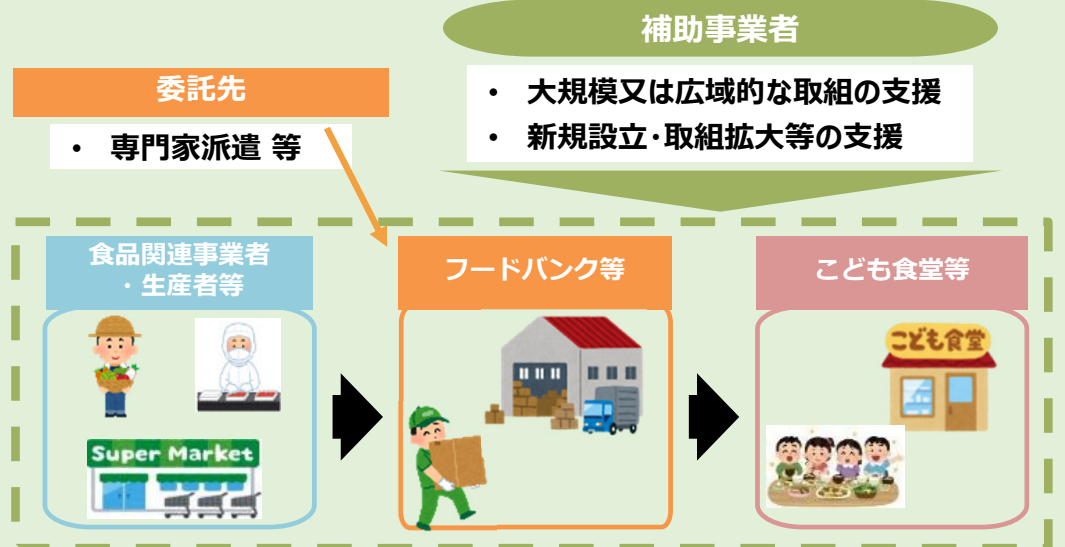 補助事業者
• 大規模又は広域的な取組の支援
• 新規設立・取組拡大等の支援
委託先
• 専門家派遣 等
食品関連事業者
・生産者等
フードバンク等
こども食堂等
Super Market
こども食堂